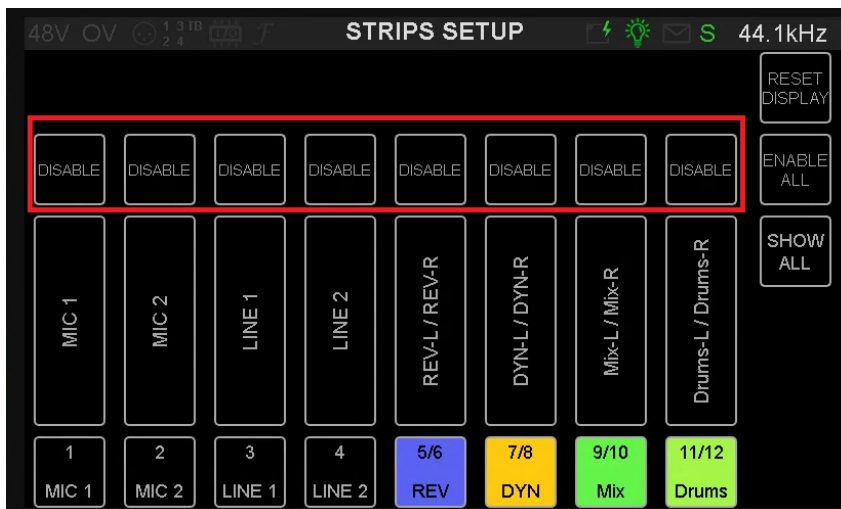 48V OV 1 3 TB 2 4 F STRIPS SETUP S 44.1kHz
RESET
DISPLAY
DISABLE DISABLE DISABLE DISABLE DISABLE DISABLE DISABLE DISABLE
ENABLE
ALL
SHOW
ALL
MIC 1
MIC 2
LINE 1
LINE 2
REV-L / REV-R
DYN-L / DYN-R
Mix-L / Mix-R
Drums-L / Drums-R
1 2 3 4 5/6 7/8 9/10 11/12
MIC 1 MIC 2 LINE 1 LINE 2 REV DYN Mix Drums